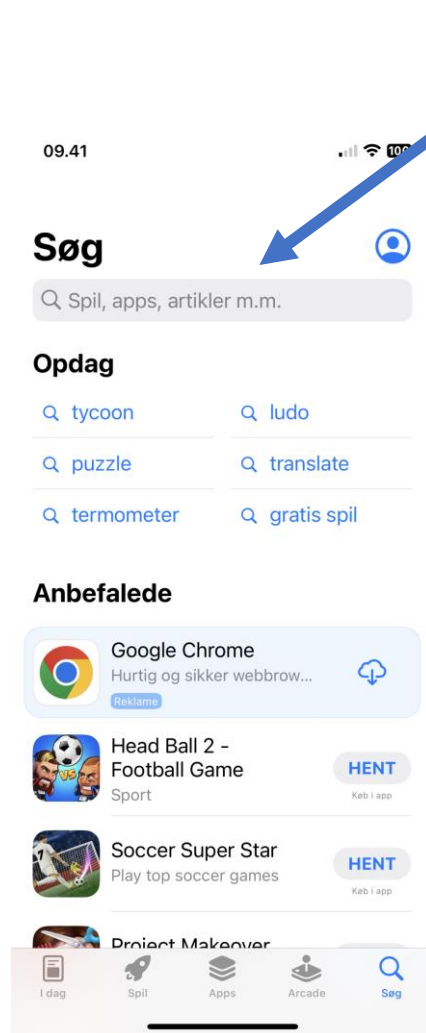 09.41
100
Søg
Spil, apps, artikler m.m.
Opdag
tycoon
ludo
puzzle
translate
termometer
gratis spil
Anbefalede
Google Chrome
Hurtig og sikker webbrow...
Reklame
Head Ball 2 -
Football Game
Sport
HENT
Køb i app
VS
Soccer Super Star
Play top soccer games
HENT
Køb i app
Project Makeover
I dag
Spil
Apps
Arcade
Søg